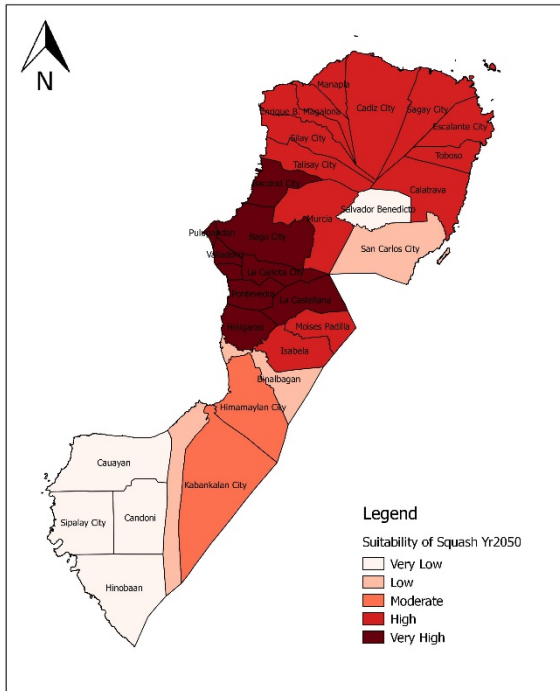 N
Manapla
Cadiz City
Sagay City
Enrique B. Magalona
Escalante City
Silay City
Toboso
Talisay City
Calatrava
Bacolod City
Salvador Benedicto
Murcia
Pulupandan
Bago City
San Carlos City
Valladolid
La Carlota City
Pontevedra
La Castellana
Hinigaran
Moises Padilla
Isabela
Binalbagan
Himamaylan City
Cauayan
Kabankalan City
Sipalay City
Candoni
Hinobaan
Legend
Suitability of Squash Yr2050
Very Low
Low
Moderate
High
Very High